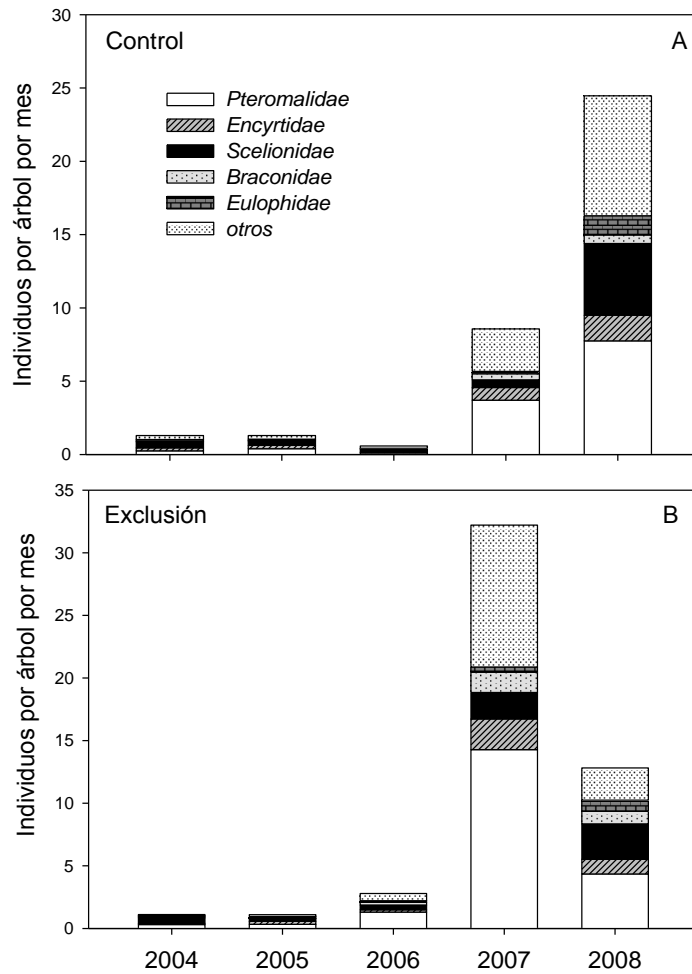 Control
A
Pteromalidae
Encyrtidae
Scelionidae
Braconidae
Eulophidae
otros
Individuos por árbol por mes
30
25
20
15
10
5
0
Exclusión
B
Individuos por árbol por mes
35
30
25
20
15
10
5
0
2004 2005 2006 2007 2008